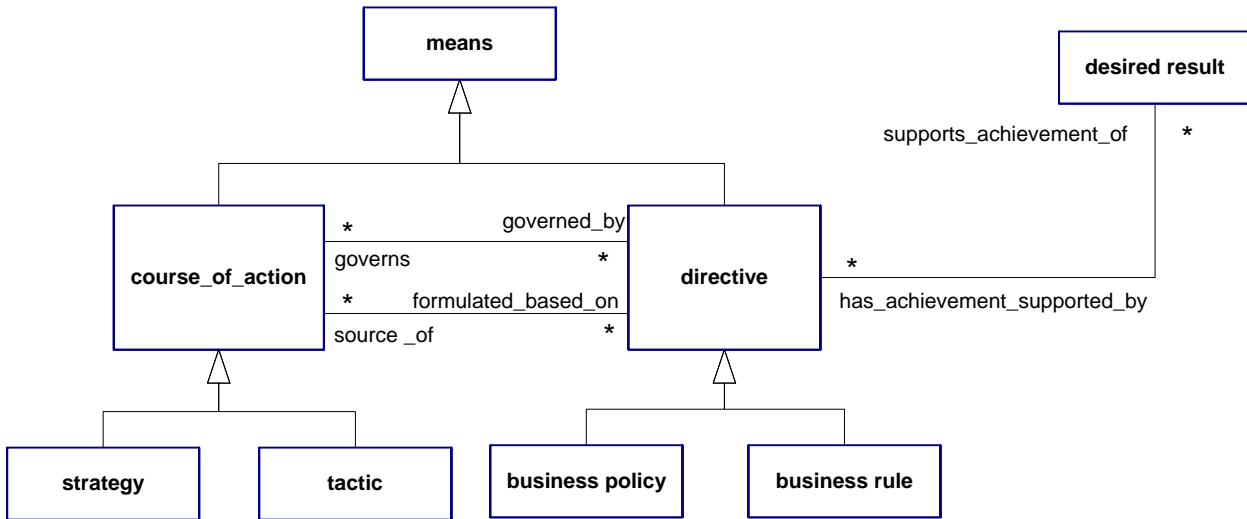 means
desired result
supports_achievement_of
*
* governed_by
governs *
course_of_action
directive
*
has_achievement_supported_by
* formulated_based_on
source _of *
strategy
tactic
business policy
business rule